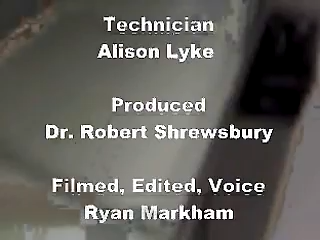 Technician
Alison Lyke
Produced
Dr. Robert Shrewsbury
Filmed, Edited, Voice
Ryan Markham